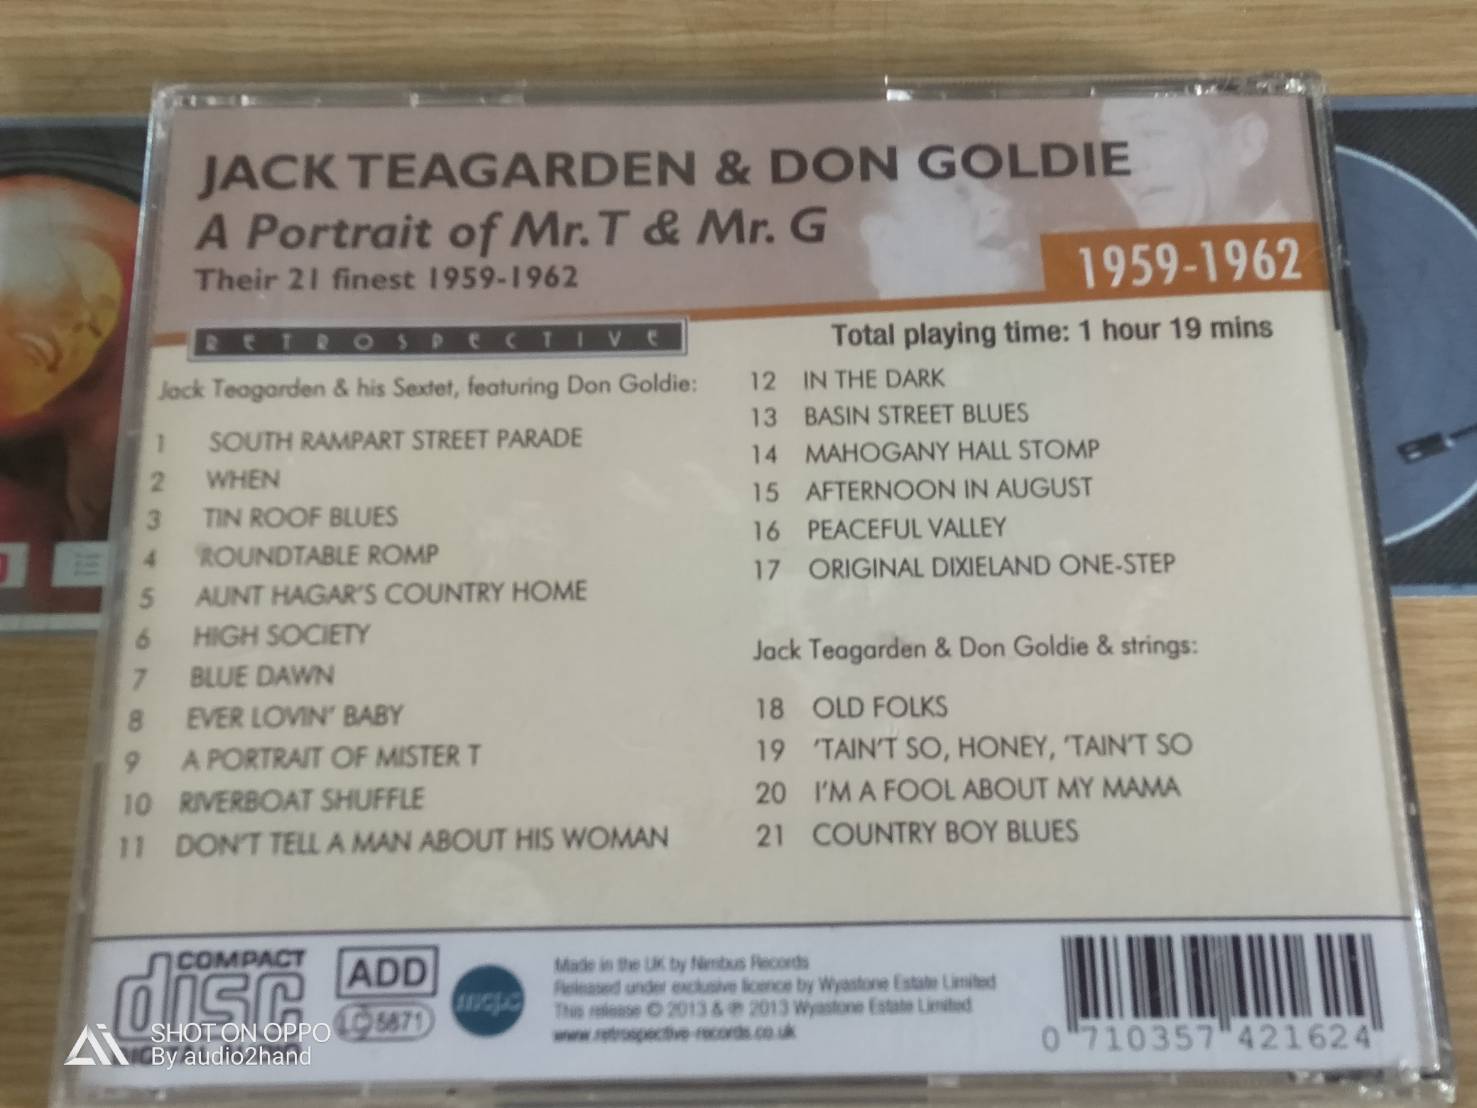 JACK TEAGARDEN & DON GOLDIE
A Portrait of Mr. T & Mr. G
Their 21 finest 1959-1962
1959-1962
RETROSPECTIVE
Total playing time: 1 hour 19 mins
Jack Teagarden & his Sextet, featuring Don Goldie:
1 SOUTH RAMPART STREET PARADE
2 WHEN
3 TIN ROOF BLUES
4 ROUNDTABLE ROMP
5 AUNT HAGAR'S COUNTRY HOME
6 HIGH SOCIETY
7 BLUE DAWN
8 EVER LOVIN' BABY
9 A PORTRAIT OF MISTER T
10 RIVERBOAT SHUFFLE
11 DON'T TELL A MAN ABOUT HIS WOMAN
12 IN THE DARK
13 BASIN STREET BLUES
14 MAHOGANY HALL STOMP
15 AFTERNOON IN AUGUST
16 PEACEFUL VALLEY
17 ORIGINAL DIXIELAND ONE-STEP
Jack Teagarden & Don Goldie & strings:
18 OLD FOLKS
19 'TAIN'T SO, HONEY, 'TAIN'T SO
20 I'M A FOOL ABOUT MY MAMA
21 COUNTRY BOY BLUES
COMPACT
disc
ADD
LC 5871
mcps
Made in the UK by Nimbus Records
Released under exclusive licence by Wyastone Estate Limited
This release © 2013 & ℗ 2013 Wyastone Estate Limited
www.retrospective-records.co.uk
0 710357 421624
SHOT ON OPPO
By audio2hand